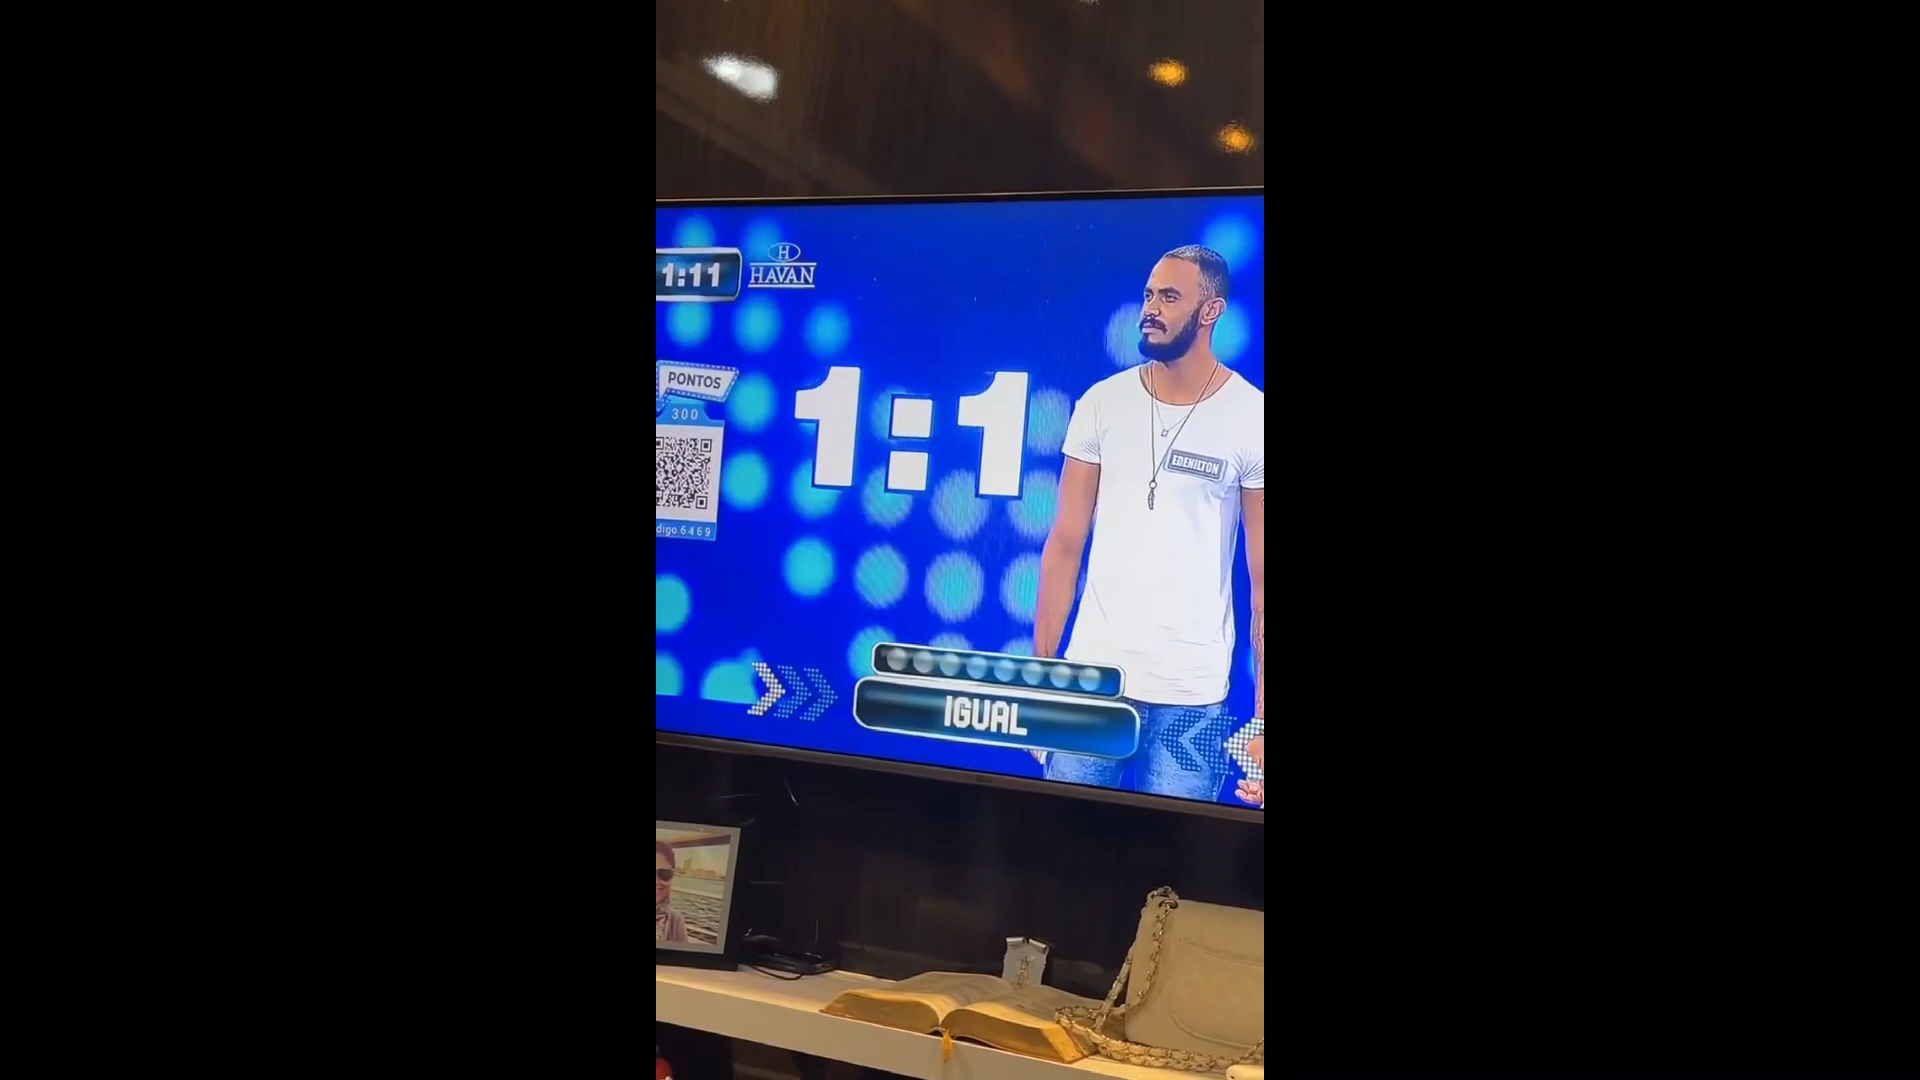 1:11
H
HAVAN
PONTOS
300
1:1
EDENILTON
digo 6469
IGUAL